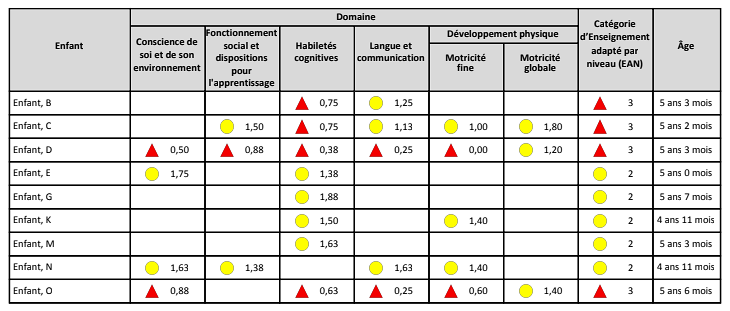 Enfant
Domaine
Catégorie
d'Enseignement
adapté par
niveau (EAN)
Âge
Conscience de
soi et de son
environnement
Fonctionnement
social et
dispositions
pour
l'apprentissage
Habiletés
cognitives
Langue et
communication
Développement physique
Motricité
fine
Motricité
globale
Enfant, B 0,75 1,25 3 5 ans 3 mois
Enfant, C 1,50 0,75 1,13 1,00 1,80 3 5 ans 2 mois
Enfant, D 0,50 0,88 0,38 0,25 0,00 1,20 3 5 ans 3 mois
Enfant, E 1,75 1,38 2 5 ans 0 mois
Enfant, G 1,88 2 5 ans 7 mois
Enfant, K 1,50 1,40 2 4 ans 11 mois
Enfant, M 1,63 2 5 ans 3 mois
Enfant, N 1,63 1,38 1,63 1,40 2 4 ans 11 mois
Enfant, O 0,88 0,63 0,25 0,60 1,40 3 5 ans 6 mois